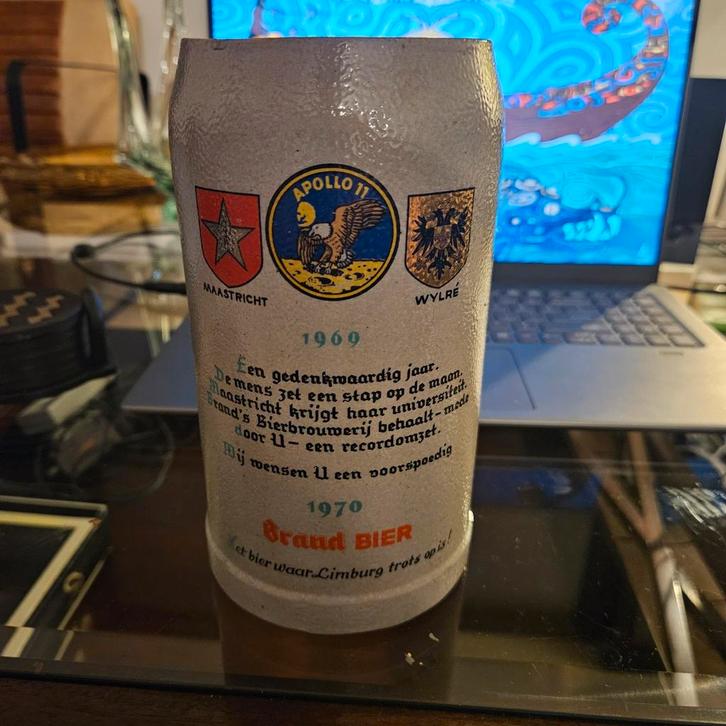 APOLLO 11
MAASTRICHT
WYLRÉ
1969
Een gedenkwaardig jaar.
De mens zet een stap op de maan.
Maastricht krijgt haar universiteit.
Brand's Bierbrouwerij behaalt - mede
door U - een recordomzet.
Wij wensen U een voorspoedig
1970
Brand BIER
Het bier waar Limburg trots op is!